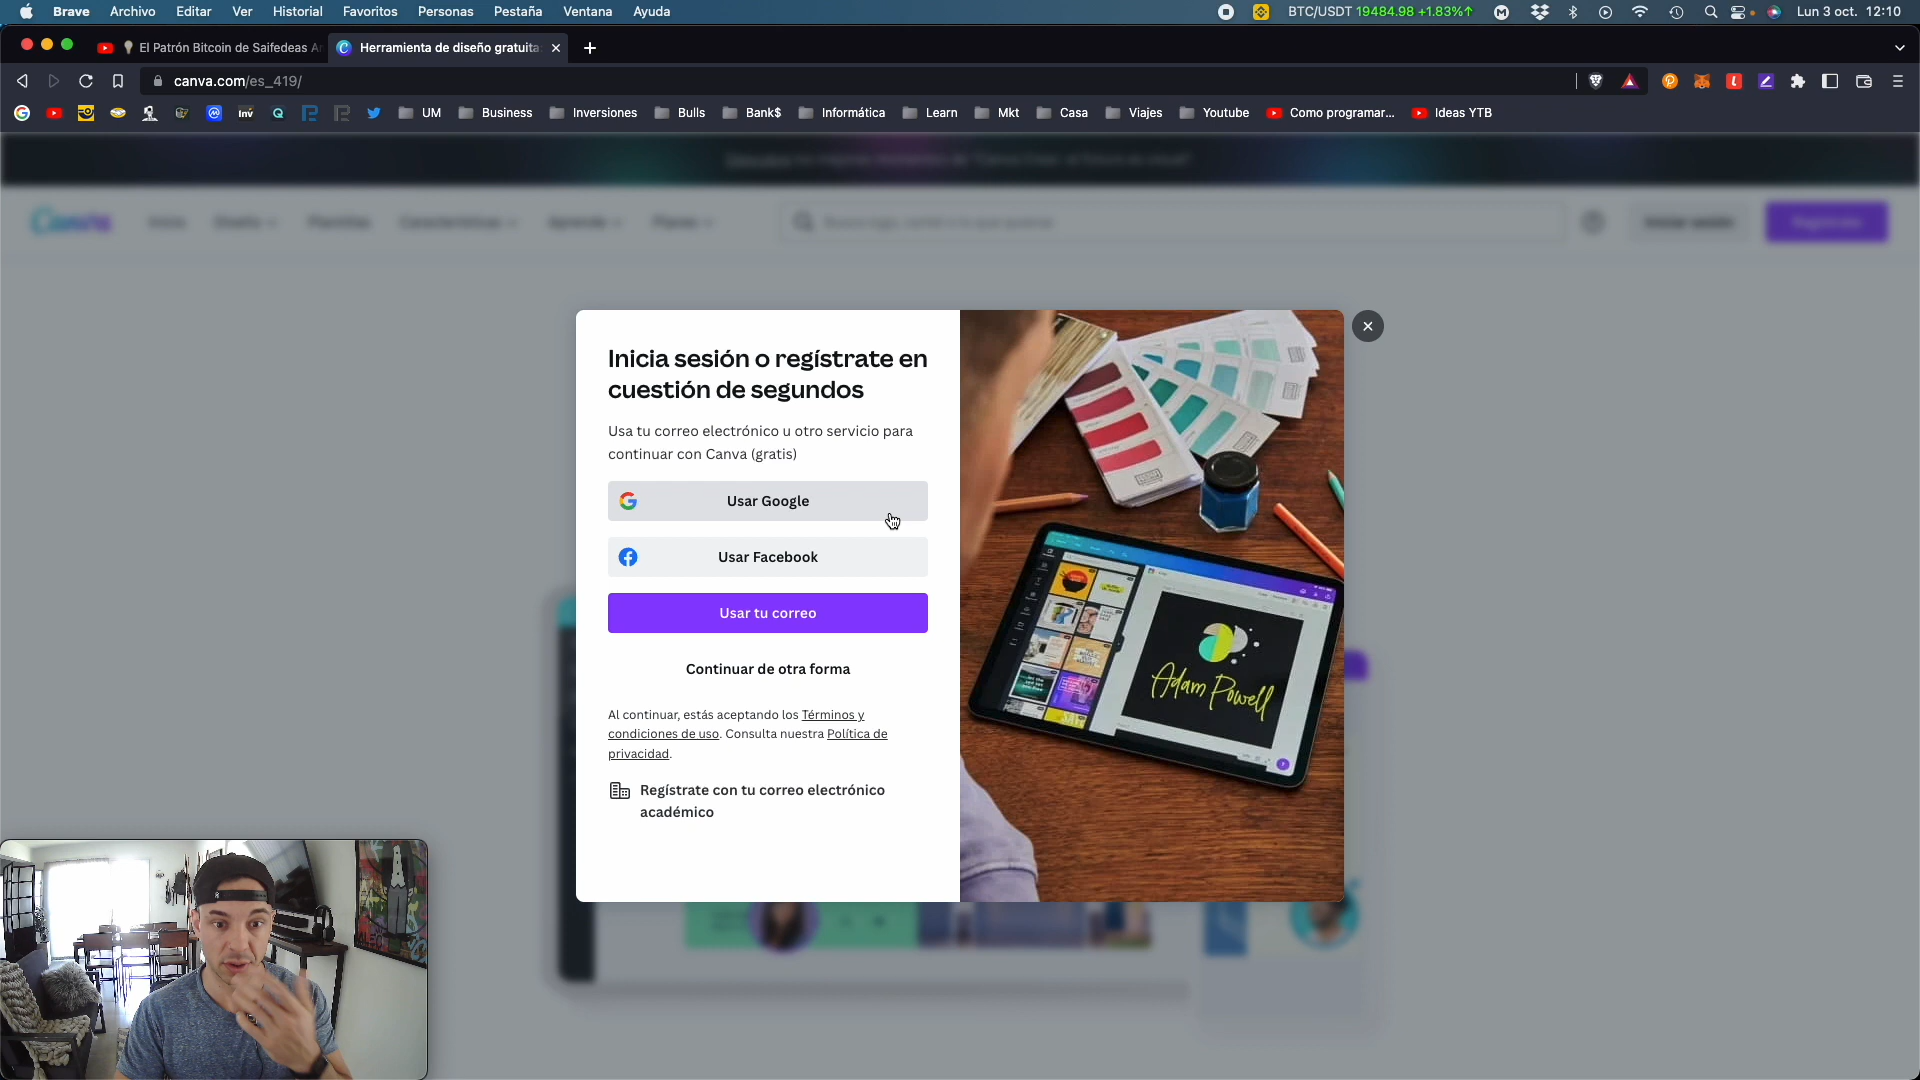 Brave Archivo Editar Ver Historial Favoritos Personas Pestaña Ventana Ayuda BTC/USDT 19484.98 +1.83%↑ Lun 3 oct. 12:10
El Patrón Bitcoin de Saifedeas A Herramienta de diseño gratuita
canva.com/es_419/
UM Business Inversiones Bulls Bank$ Informática Learn Mkt Casa Viajes Youtube Como programar... Ideas YTB
Canva
Inicia sesión o regístrate en
cuestión de segundos
Usa tu correo electrónico u otro servicio para
continuar con Canva (gratis)
Usar Google
Usar Facebook
Usar tu correo
Continuar de otra forma
Al continuar, estás aceptando los Términos y
condiciones de uso. Consulta nuestra Política de
privacidad.
Regístrate con tu correo electrónico
académico
Adam Powell